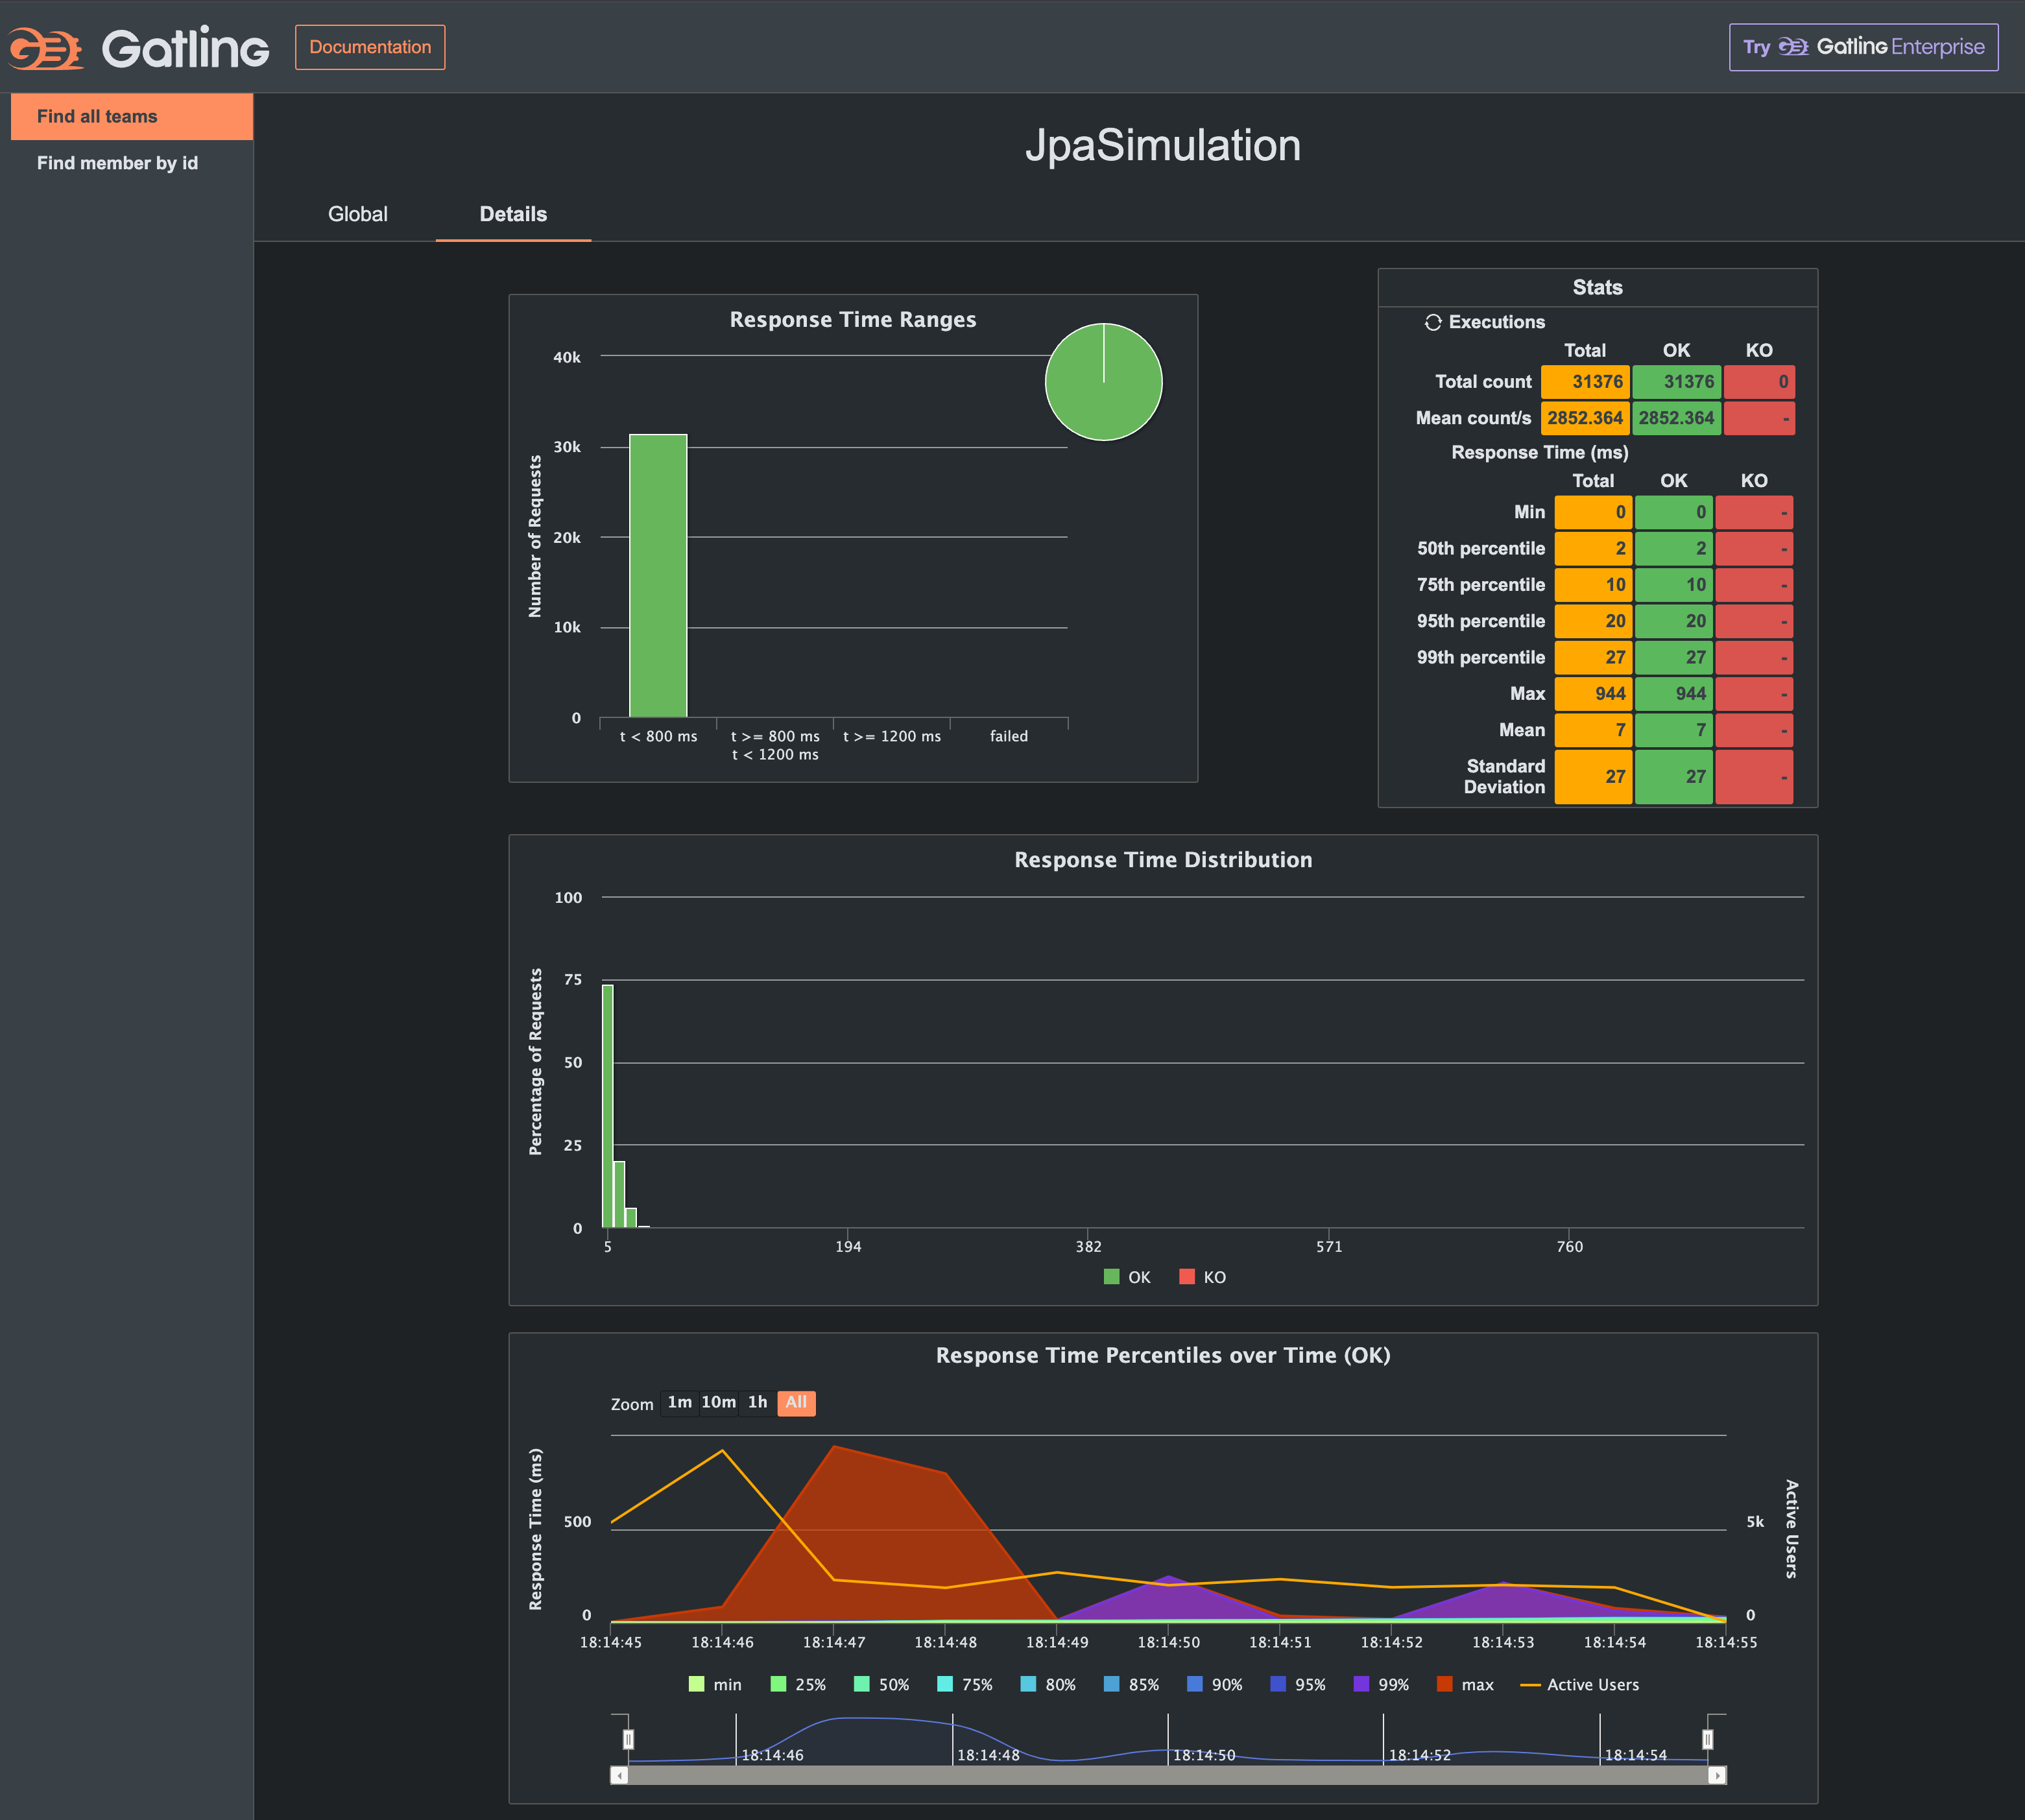 Gatling
Documentation
Try Gatling Enterprise
Find all teams
Find member by id
JpaSimulation
Global
Details
Response Time Ranges
40k
30k
20k
10k
0
Number of Requests
t < 800 ms
t >= 800 ms
t < 1200 ms
t >= 1200 ms
failed
Stats
Executions
Total OK KO
Total count 31376 31376 0
Mean count/s 2852.364 2852.364 -
Response Time (ms)
Total OK KO
Min 0 0 -
50th percentile 2 2 -
75th percentile 10 10 -
95th percentile 20 20 -
99th percentile 27 27 -
Max 944 944 -
Mean 7 7 -
Standard
Deviation 27 27 -
Response Time Distribution
100
75
50
25
0
Percentage of Requests
5 194 382 571 760
OK KO
Response Time Percentiles over Time (OK)
Zoom 1m 10m 1h All
Response Time (ms)
500
0
5k
0
Active Users
18:14:45 18:14:46 18:14:47 18:14:48 18:14:49 18:14:50 18:14:51 18:14:52 18:14:53 18:14:54 18:14:55
min 25% 50% 75% 80% 85% 90% 95% 99% max Active Users
18:14:46 18:14:48 18:14:50 18:14:52 18:14:54